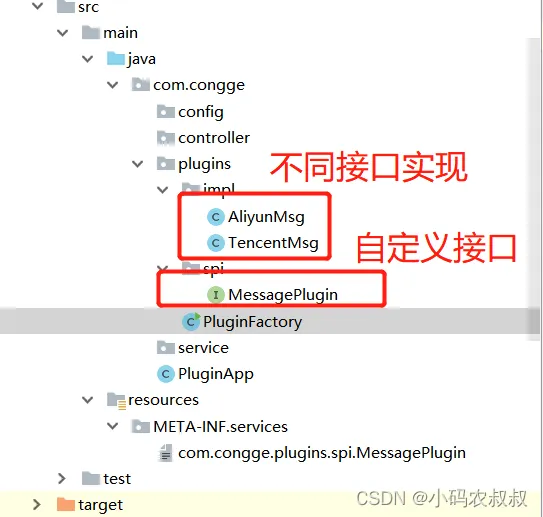 src
main
java
com.congge
config
controller
plugins
不同接口实现
impl
C AliyunMsg
C TencentMsg
自定义接口
spi
I MessagePlugin
C PluginFactory
service
C PluginApp
resources
META-INF.services
com.congge.plugins.spi.MessagePlugin
test
target
CSDN @小码农叔叔